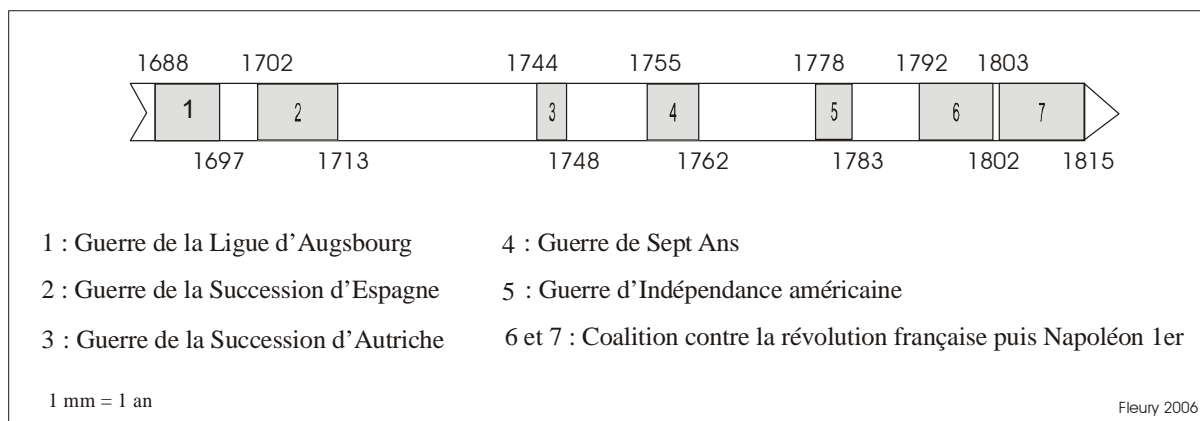 1688 1702 1744 1755 1778 1792 1803
1 2 3 4 5 6 7
1697 1713 1748 1762 1783 1802 1815
1 : Guerre de la Ligue d’Augsbourg
2 : Guerre de la Succession d’Espagne
3 : Guerre de la Succession d’Autriche
4 : Guerre de Sept Ans
5 : Guerre d’Indépendance américaine
6 et 7 : Coalition contre la révolution française puis Napoléon 1er
1 mm = 1 an
Fleury 2006